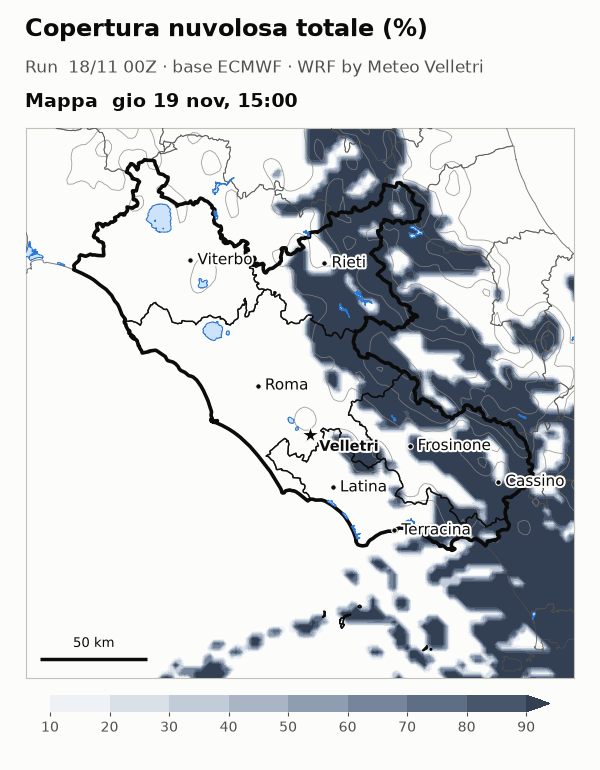 Copertura nuvolosa totale (%)
Run 18/11 00Z · base ECMWF · WRF by Meteo Velletri
Mappa gio 19 nov, 15:00
Viterbo
Rieti
Roma
Velletri
Frosinone
Latina
Cassino
Terracina
50 km
10 20 30 40 50 60 70 80 90